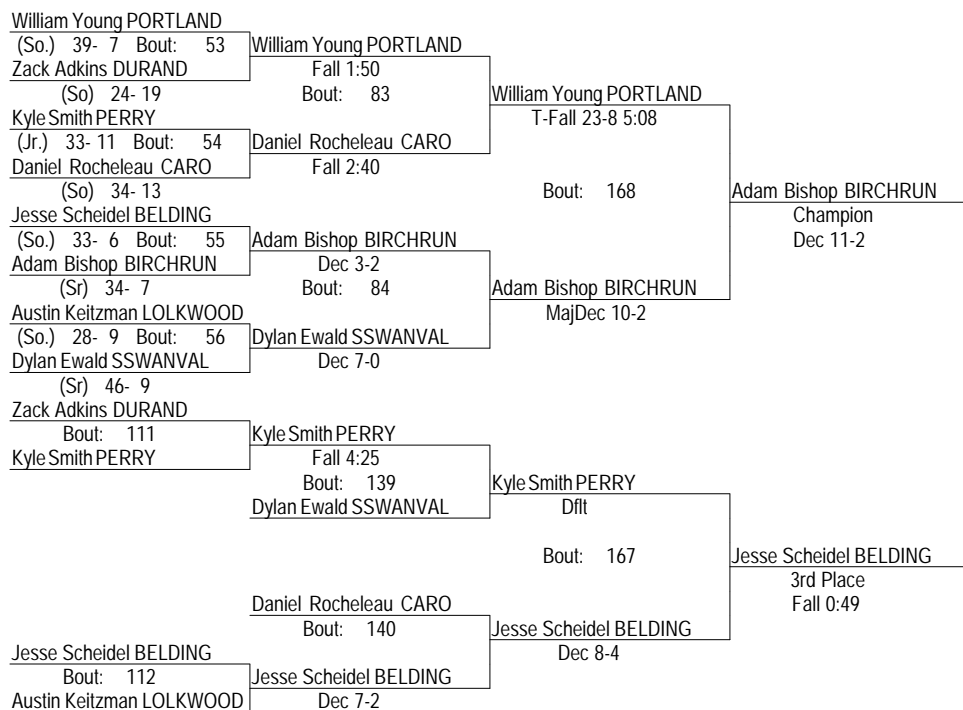 William Young PORTLAND
(So.) 39- 7 Bout: 53 William Young PORTLAND
Zack Adkins DURAND Fall 1:50
(So) 24- 19 Bout: 83 William Young PORTLAND
Kyle Smith PERRY T-Fall 23-8 5:08
(Jr.) 33- 11 Bout: 54 Daniel Rocheleau CARO
Daniel Rocheleau CARO Fall 2:40
(So) 34- 13 Bout: 168 Adam Bishop BIRCHRUN
Jesse Scheidel BELDING Champion
(So.) 33- 6 Bout: 55 Adam Bishop BIRCHRUN Dec 11-2
Adam Bishop BIRCHRUN Dec 3-2
(Sr) 34- 7 Bout: 84 Adam Bishop BIRCHRUN
Austin Keitzman LOLKWOOD MajDec 10-2
(So.) 28- 9 Bout: 56 Dylan Ewald SSWANVAL
Dylan Ewald SSWANVAL Dec 7-0
(Sr) 46- 9
Zack Adkins DURAND
Bout: 111 Kyle Smith PERRY
Kyle Smith PERRY Fall 4:25
Bout: 139 Kyle Smith PERRY
Dylan Ewald SSWANVAL Dflt
Bout: 167 Jesse Scheidel BELDING
3rd Place
Daniel Rocheleau CARO Fall 0:49
Bout: 140 Jesse Scheidel BELDING
Jesse Scheidel BELDING Dec 8-4
Bout: 112 Jesse Scheidel BELDING
Austin Keitzman LOLKWOOD Dec 7-2